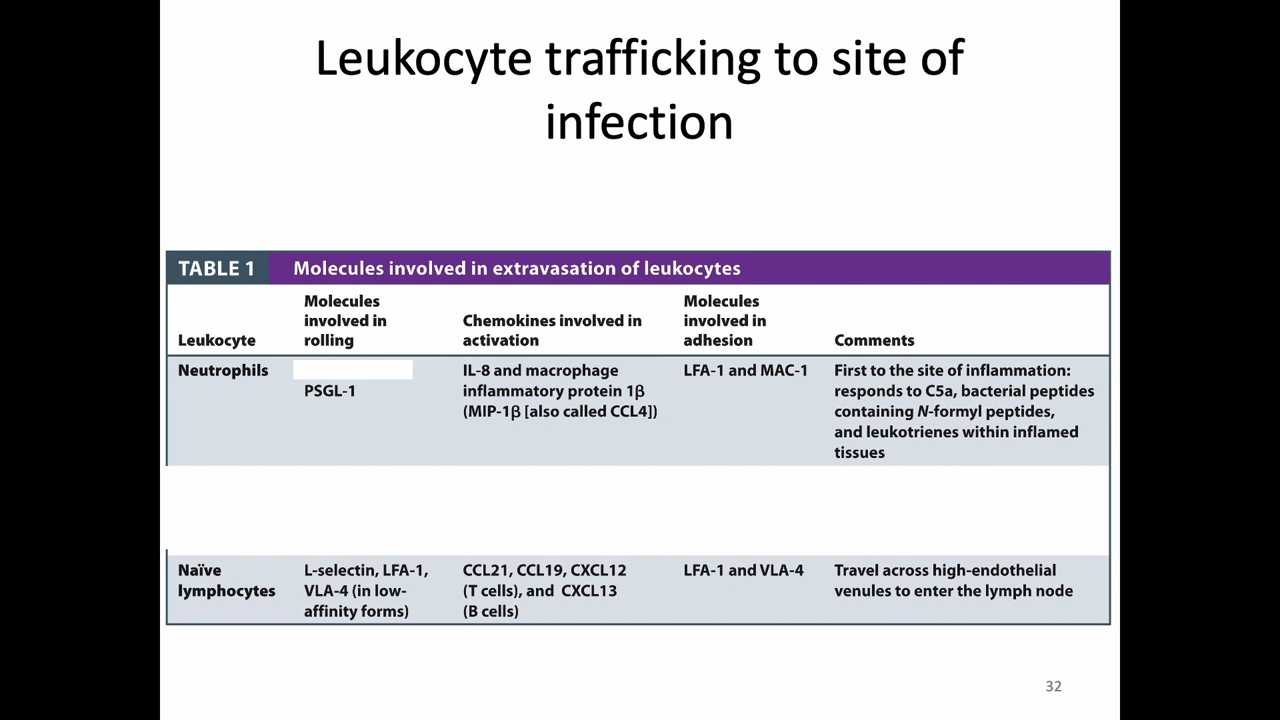 Leukocyte trafficking to site of
infection
TABLE 1 Molecules involved in extravasation of leukocytes
Leukocyte
Molecules
involved in
rolling
Chemokines involved in
activation
Molecules
involved in
adhesion
Comments
Neutrophils
PSGL-1
IL-8 and macrophage
inflammatory protein 1β
(MIP-1β [also called CCL4])
LFA-1 and MAC-1
First to the site of inflammation:
responds to C5a, bacterial peptides
containing N-formyl peptides,
and leukotrienes within inflamed
tissues
Naïve
lymphocytes
L-selectin, LFA-1,
VLA-4 (in low-
affinity forms)
CCL21, CCL19, CXCL12
(T cells), and CXCL13
(B cells)
LFA-1 and VLA-4
Travel across high-endothelial
venules to enter the lymph node
32